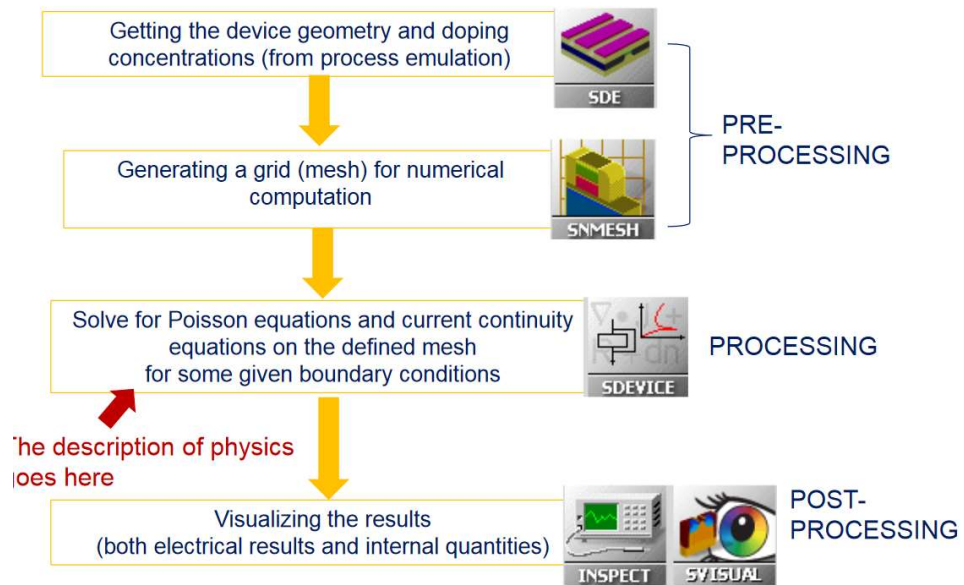 Getting the device geometry and doping
concentrations (from process emulation)
SDE
PRE-
PROCESSING
Generating a grid (mesh) for numerical
computation
SNMESH
Solve for Poisson equations and current continuity
equations on the defined mesh
for some given boundary conditions
SDEVICE
PROCESSING
The description of physics
goes here
Visualizing the results
(both electrical results and internal quantities)
INSPECT
SVISUAL
POST-
PROCESSING